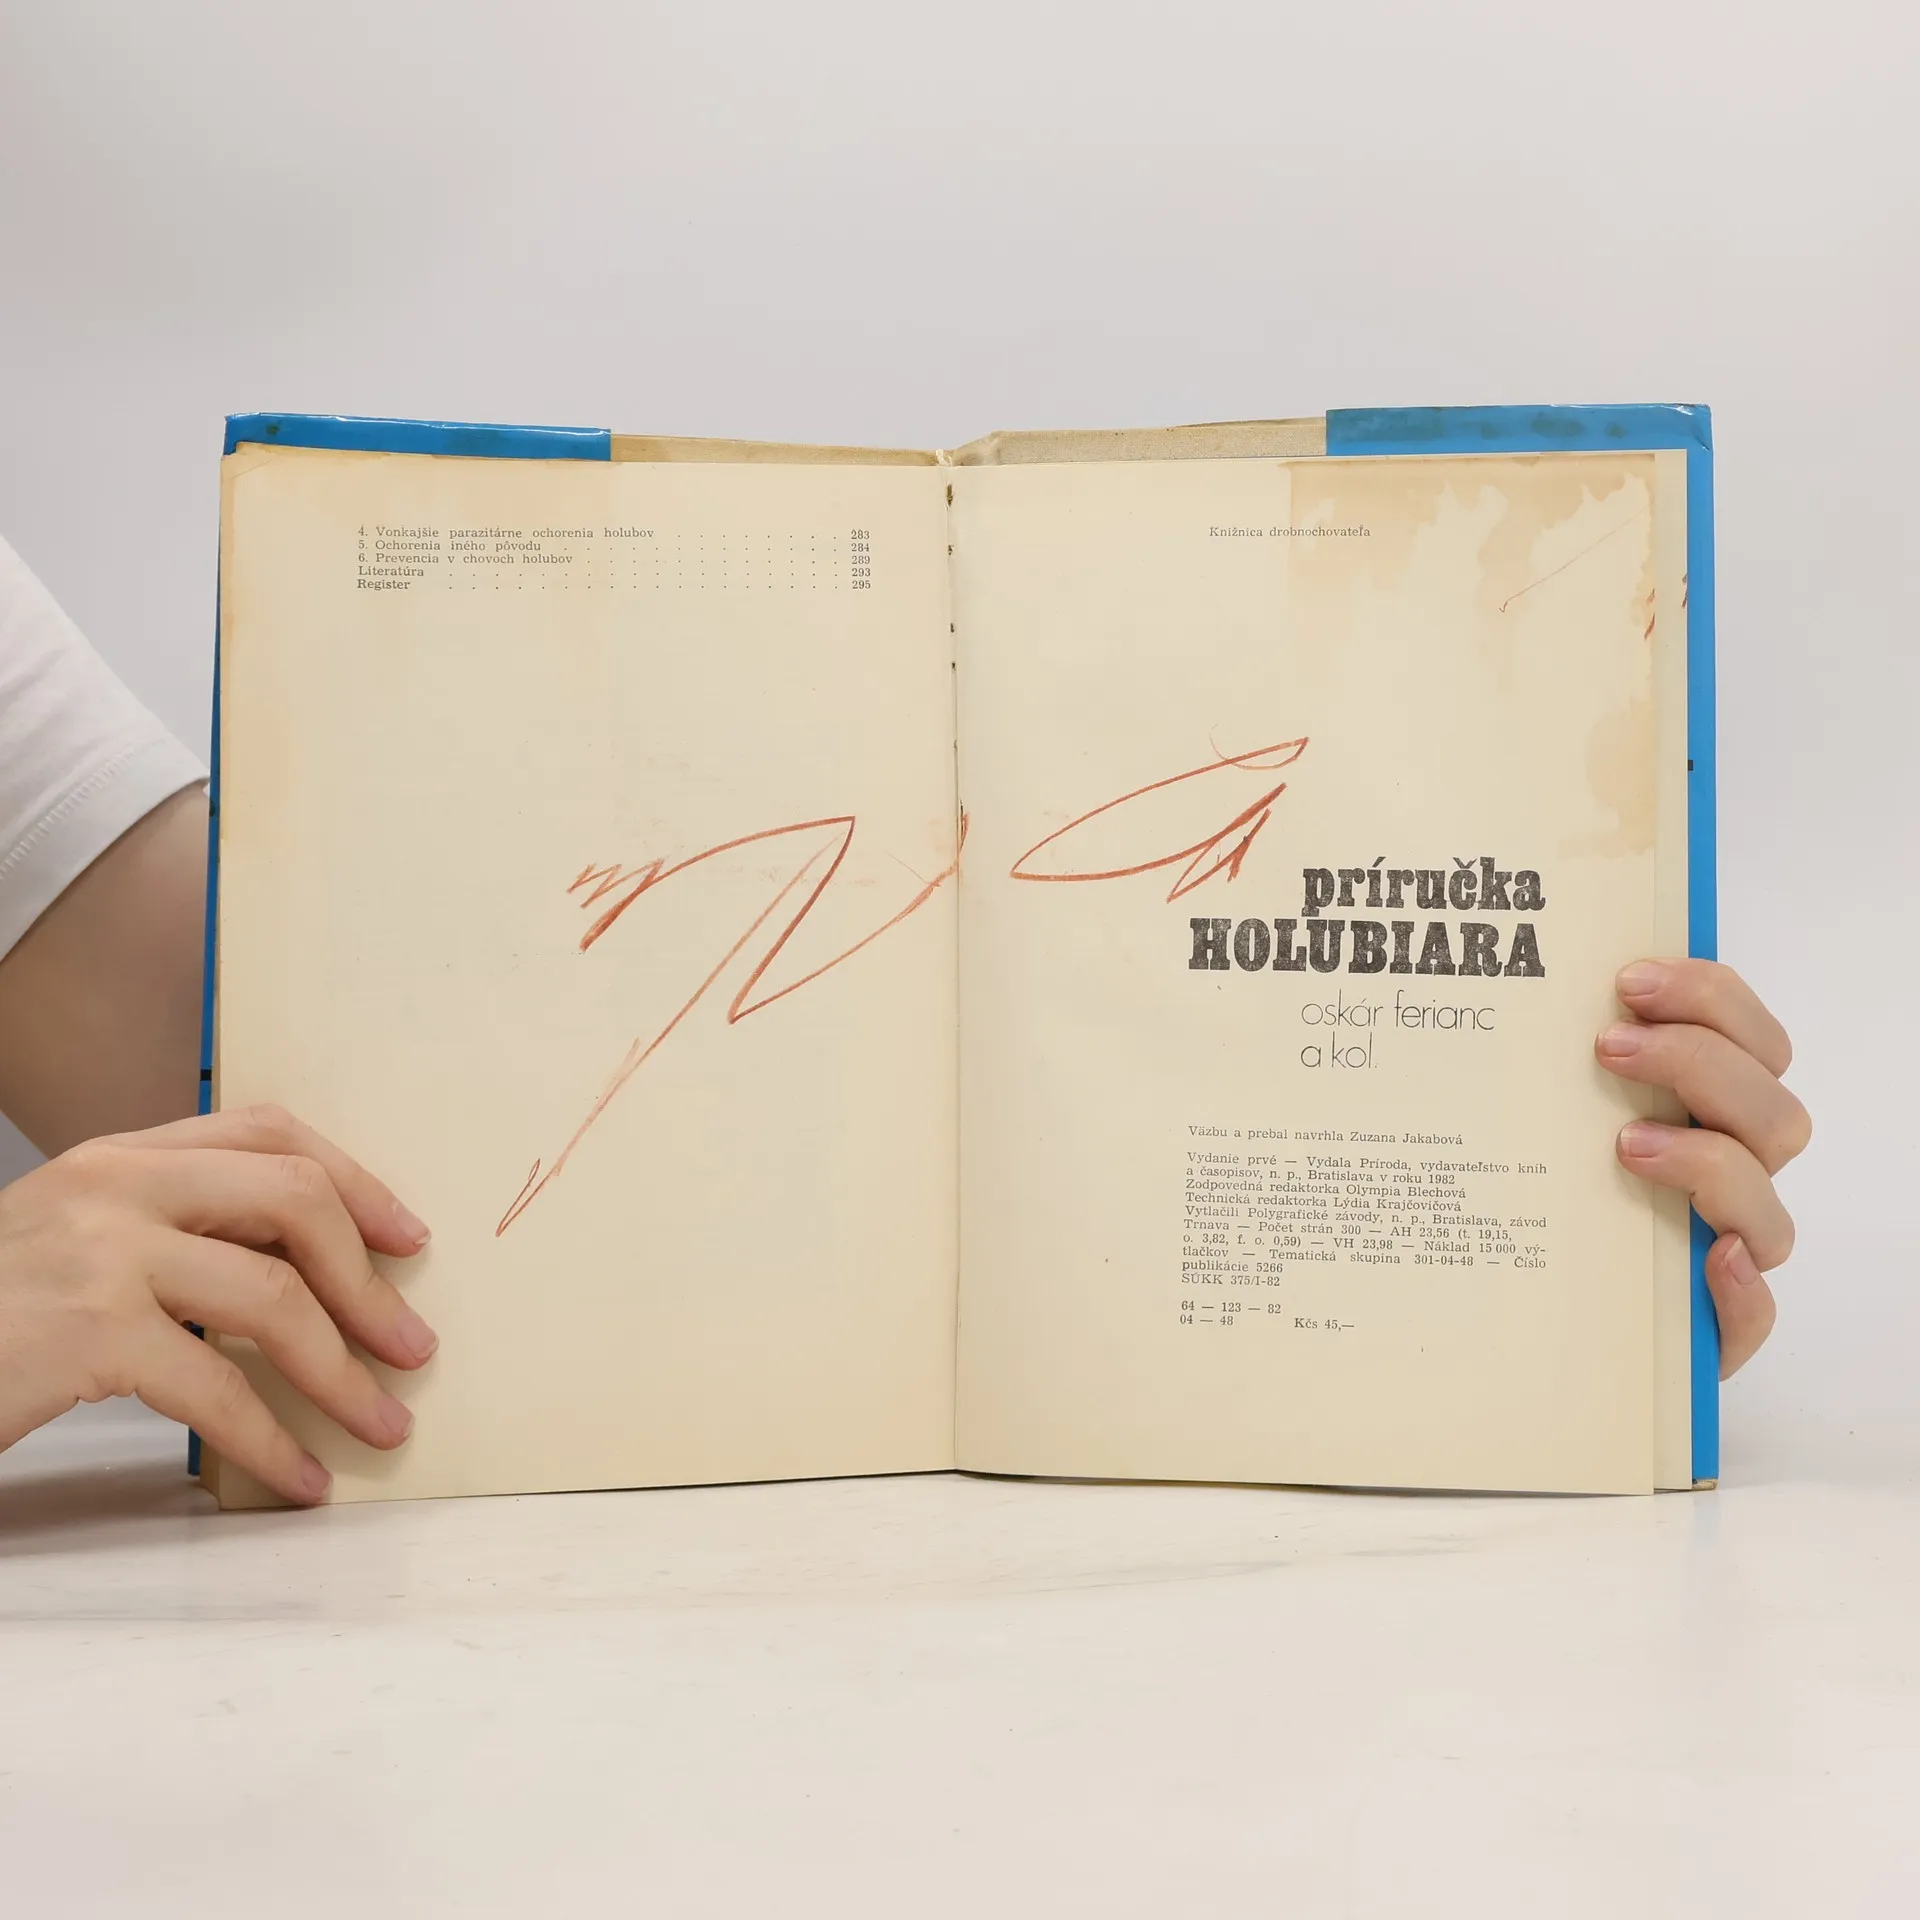 4. Vonkajšie parazitárne ochorenia holubov . . . . . . . . 283
5. Ochorenia iného pôvodu . . . . . . . . . . . . . 284
6. Prevencia v chovoch holubov . . . . . . . . . . . . 289
Literatúra . . . . . . . . . . . . . . . . . . 293
Register . . . . . . . . . . . . . . . . . . 295
Knižnica drobnochovateľa
príručka
HOLUBIARA
oskár ferianc
a kol.
Väzbu a prebal navrhla Zuzana Jakabová
Vydanie prvé — Vydala Príroda, vydavateľstvo kníh
a časopisov, n. p., Bratislava v roku 1982
Zodpovedná redaktorka Olympia Blechová
Technická redaktorka Lýdia Krajčovičová
Vytlačili Polygrafické závody, n. p., Bratislava, závod
Trnava — Počet strán 300 — AH 23,56 (t. 19,15,
o. 3,82, f. o. 0,59) — VH 23,98 — Náklad 15 000 vý-
tlačkov — Tematická skupina 301-04-48 — Číslo
publikácie 5266
SÚKK 375/I-82
64 — 123 — 82
04 — 48 Kčs 45,—